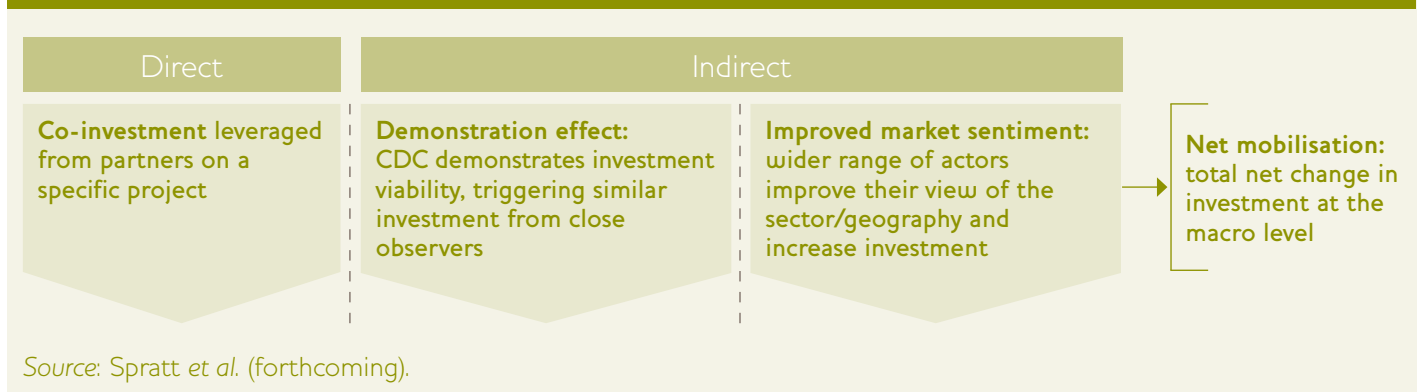 Direct
Indirect
Co-investment leveraged
from partners on a
specific project
Demonstration effect:
CDC demonstrates investment
viability, triggering similar
investment from close
observers
Improved market sentiment:
wider range of actors
improve their view of the
sector/geography and
increase investment
Net mobilisation:
total net change in
investment at the
macro level
Source: Spratt et al. (forthcoming).